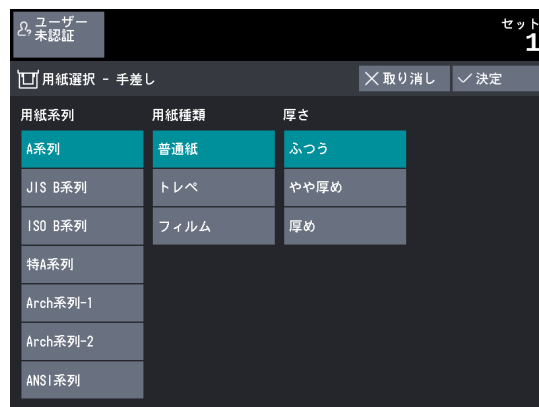 ユーザー
未認証
セット
1
用紙選択 - 手差し
取り消し
決定
用紙系列 用紙種類 厚さ
A系列 普通紙 ふつう
JIS B系列 トレペ やや厚め
ISO B系列 フィルム 厚め
特A系列
Arch系列-1
Arch系列-2
ANSI系列